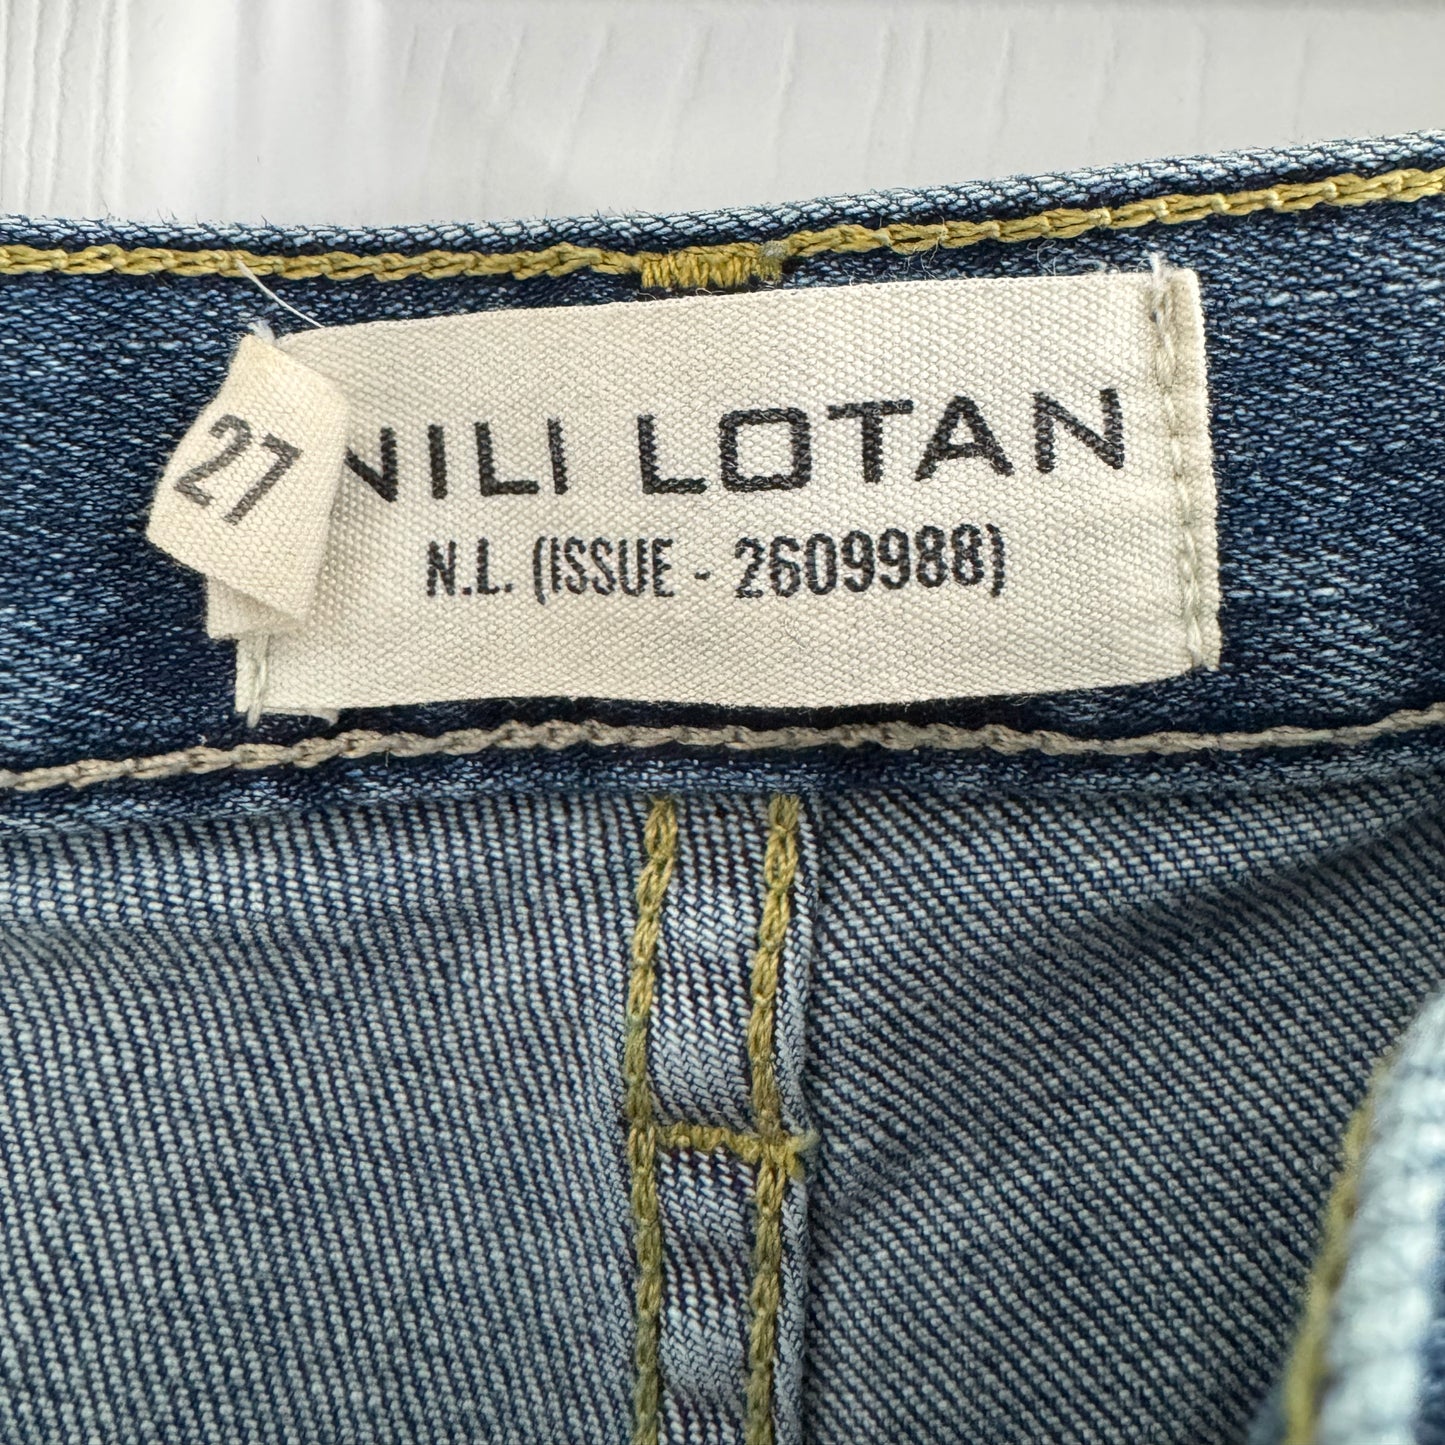 27
NILI LOTAN
N.L. (ISSUE - 2609988)